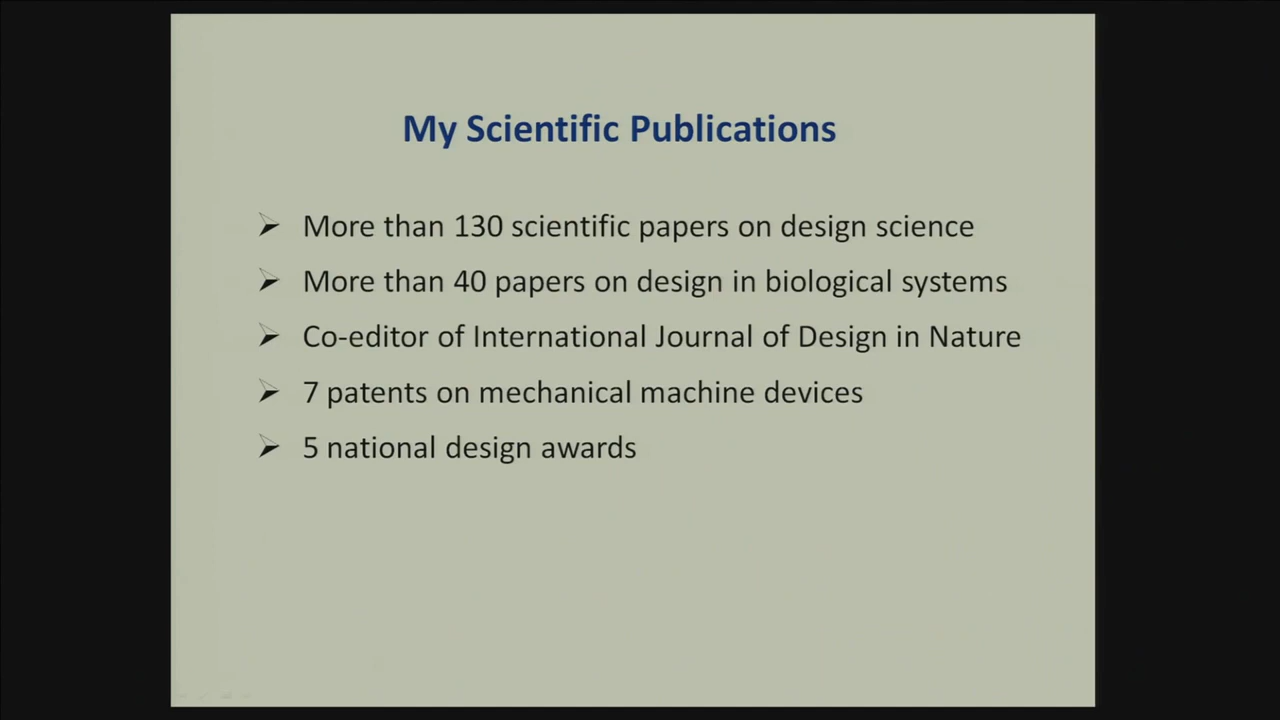 My Scientific Publications
More than 130 scientific papers on design science
More than 40 papers on design in biological systems
Co-editor of International Journal of Design in Nature
7 patents on mechanical machine devices
5 national design awards